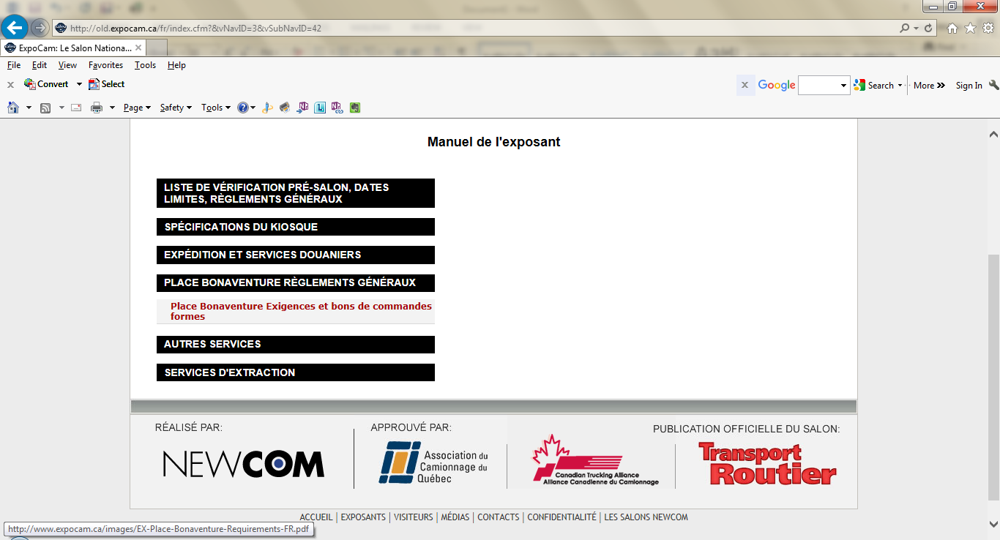 http://old.expocam.ca/fr/index.cfm?&vNavID=3&vSubNavID=42
ExpoCam: Le Salon Nationa...
File Edit View Favorites Tools Help
x Convert Select
x Google Search More » Sign In
Page Safety Tools
Manuel de l'exposant
LISTE DE VÉRIFICATION PRÉ-SALON, DATES
LIMITES, RÈGLEMENTS GÉNÉRAUX
SPÉCIFICATIONS DU KIOSQUE
EXPÉDITION ET SERVICES DOUANIERS
PLACE BONAVENTURE RÈGLEMENTS GÉNÉRAUX
Place Bonaventure Exigences et bons de commandes
formes
AUTRES SERVICES
SERVICES D'EXTRACTION
RÉALISÉ PAR:
NEWCOM
APPROUVÉ PAR:
Association du
Camionnage du
Québec
Canadian Trucking Alliance
Alliance Canadienne du Camionnage
PUBLICATION OFFICIELLE DU SALON:
Transport
Routier
ACCUEIL | EXPOSANTS | VISITEURS | MÉDIAS | CONTACTS | CONFIDENTIALITÉ | LES SALONS NEWCOM
http://www.expocam.ca/images/EX-Place-Bonaventure-Requirements-FR.pdf